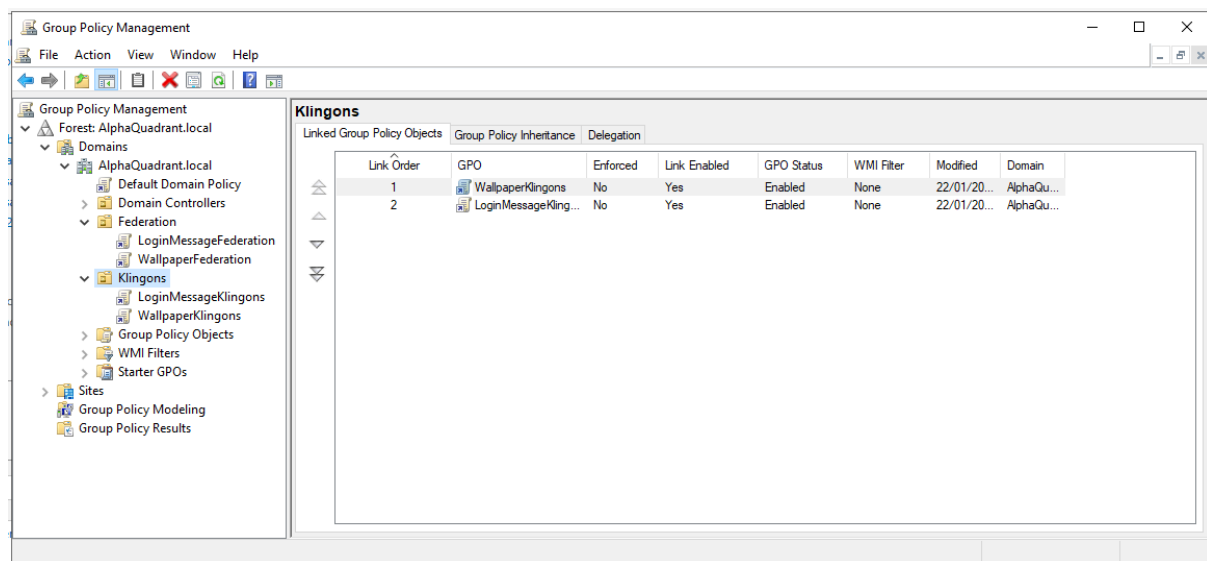 Group Policy Management
File Action View Window Help
Group Policy Management
Forest: AlphaQuadrant.local
Domains
AlphaQuadrant.local
Default Domain Policy
Domain Controllers
Federation
LoginMessageFederation
WallpaperFederation
Klingons
LoginMessageKlingons
WallpaperKlingons
Group Policy Objects
WMI Filters
Starter GPOs
Sites
Group Policy Modeling
Group Policy Results
Klingons
Linked Group Policy Objects Group Policy Inheritance Delegation
Link Order GPO Enforced Link Enabled GPO Status WMI Filter Modified Domain
1 WallpaperKlingons No Yes Enabled None 22/01/20... AlphaQu...
2 LoginMessageKling... No Yes Enabled None 22/01/20... AlphaQu...